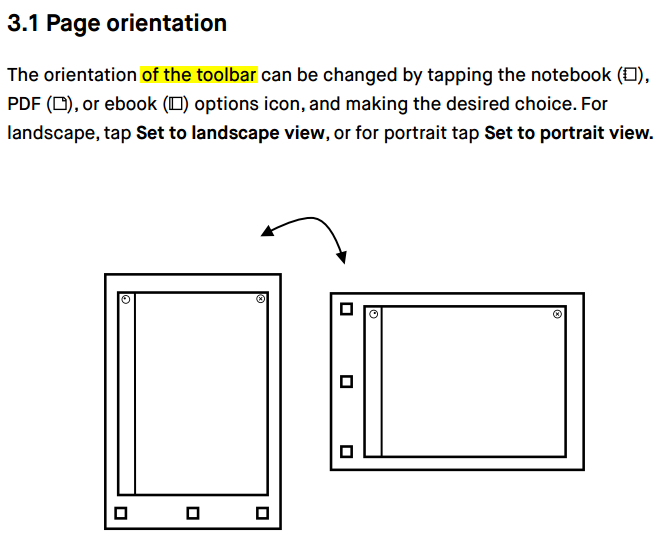 3.1 Page orientation
The orientation of the toolbar can be changed by tapping the notebook (),
PDF (), or ebook () options icon, and making the desired choice. For
landscape, tap Set to landscape view, or for portrait tap Set to portrait view.